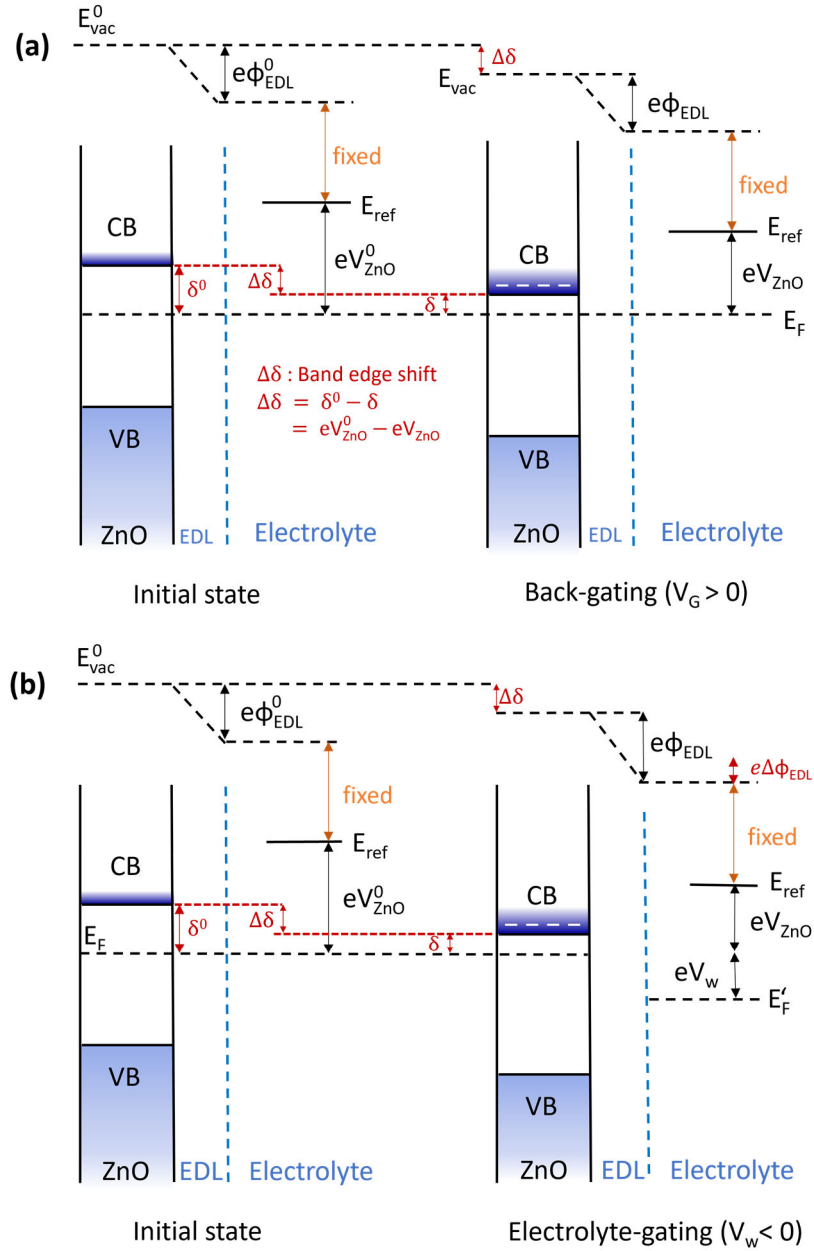 E⁰vac
(a)
Δδ
eϕ⁰EDL
Evac
eϕEDL
fixed
fixed
CB
Eref
Eref
CB
eV⁰ZnO
eVZnO
Δδ
δ⁰
δ
EF
Δδ : Band edge shift
Δδ = δ⁰ − δ
= eV⁰ZnO − eVZnO
VB
VB
ZnO
EDL
Electrolyte
ZnO
EDL
Electrolyte
Initial state
Back-gating (VG > 0)
E⁰vac
(b)
Δδ
eϕ⁰EDL
eϕEDL
eΔϕEDL
fixed
fixed
CB
Eref
Eref
CB
eV⁰ZnO
eVZnO
Δδ
δ⁰
EF
δ
eVw
E′F
VB
VB
ZnO
EDL
Electrolyte
ZnO
EDL
Electrolyte
Initial state
Electrolyte-gating (Vw< 0)